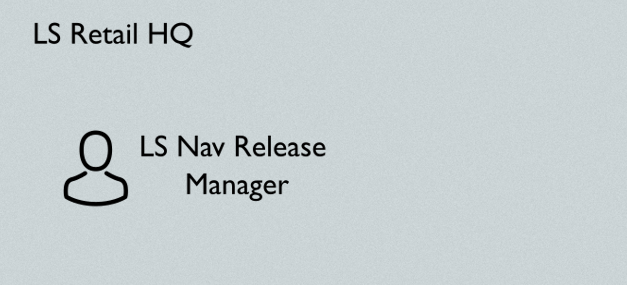 LS Retail HQ
LS Nav Release
Manager